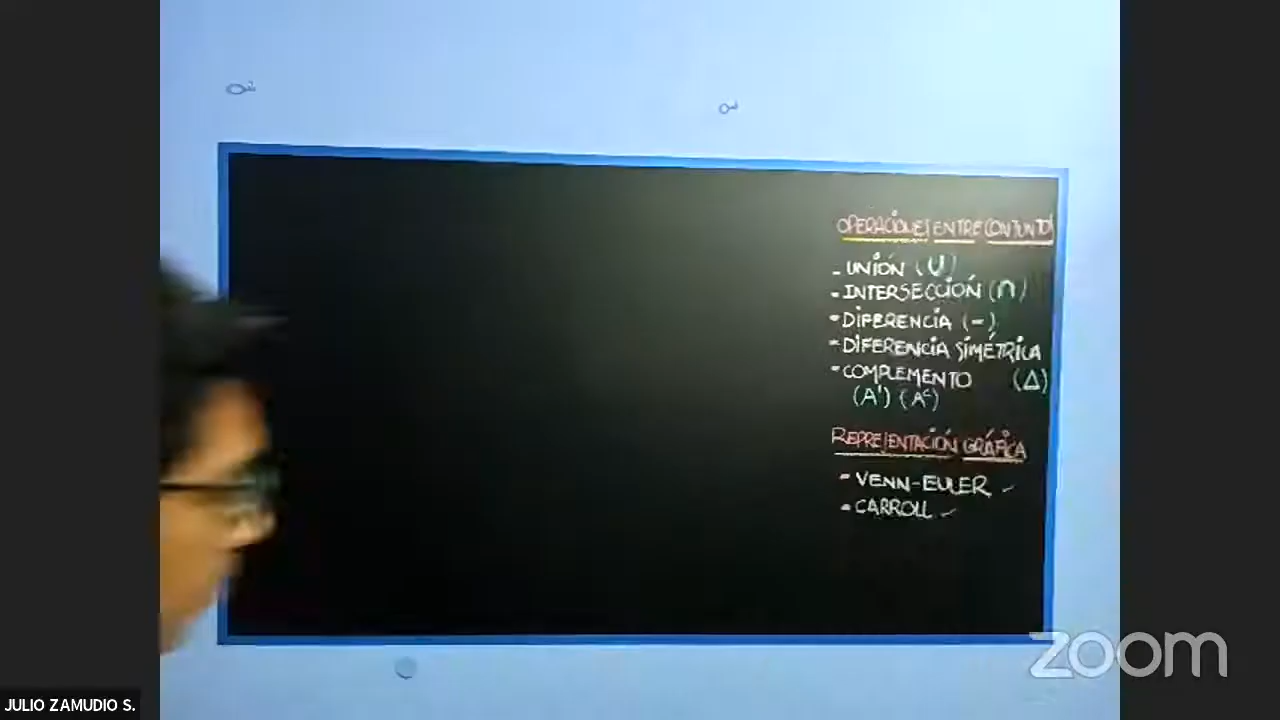 OPERACIONES ENTRE CONJUNTOS
- UNIÓN (U)
- INTERSECCIÓN (∩)
- DIFERENCIA (-)
- DIFERENCIA SIMÉTRICA
(Δ)
- COMPLEMENTO
(A') (Aᶜ)
REPRESENTACIÓN GRÁFICA
- VENN-EULER ✓
- CARROLL ✓
zoom
JULIO ZAMUDIO S.